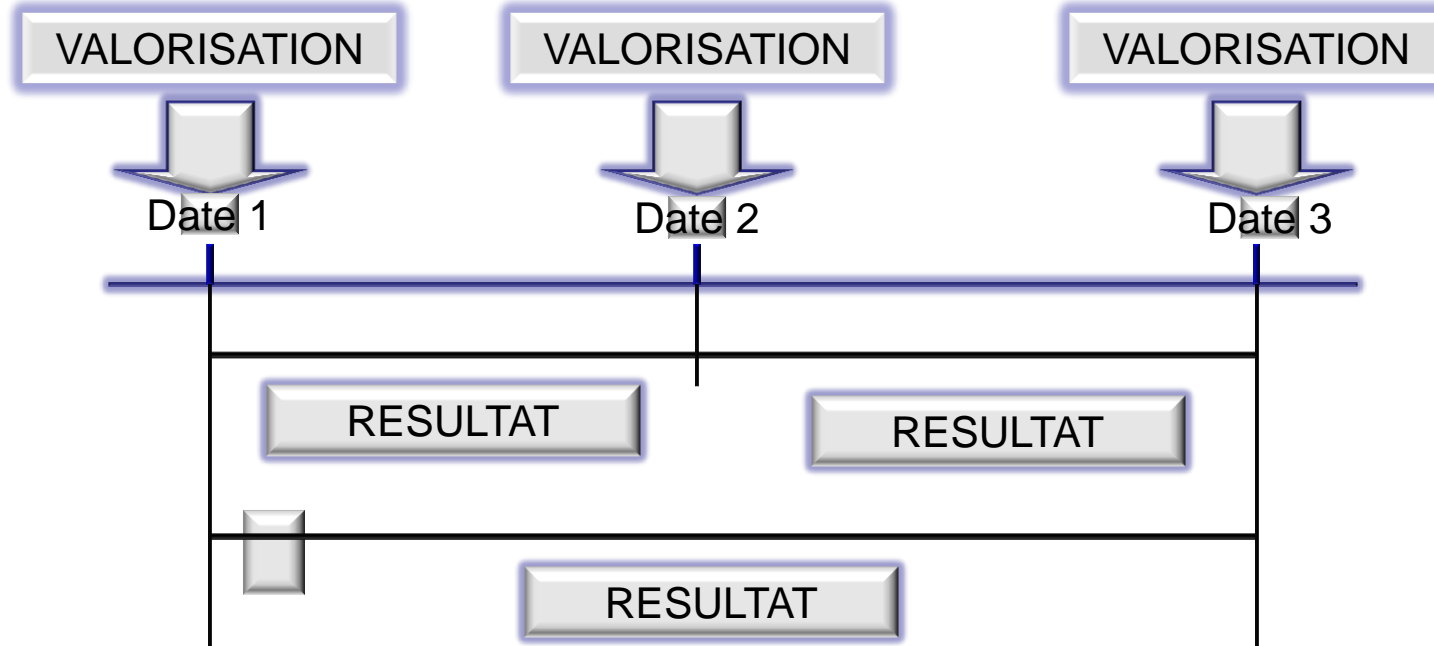 VALORISATION VALORISATION VALORISATION
Date 1 Date 2 Date 3
RESULTAT RESULTAT
RESULTAT